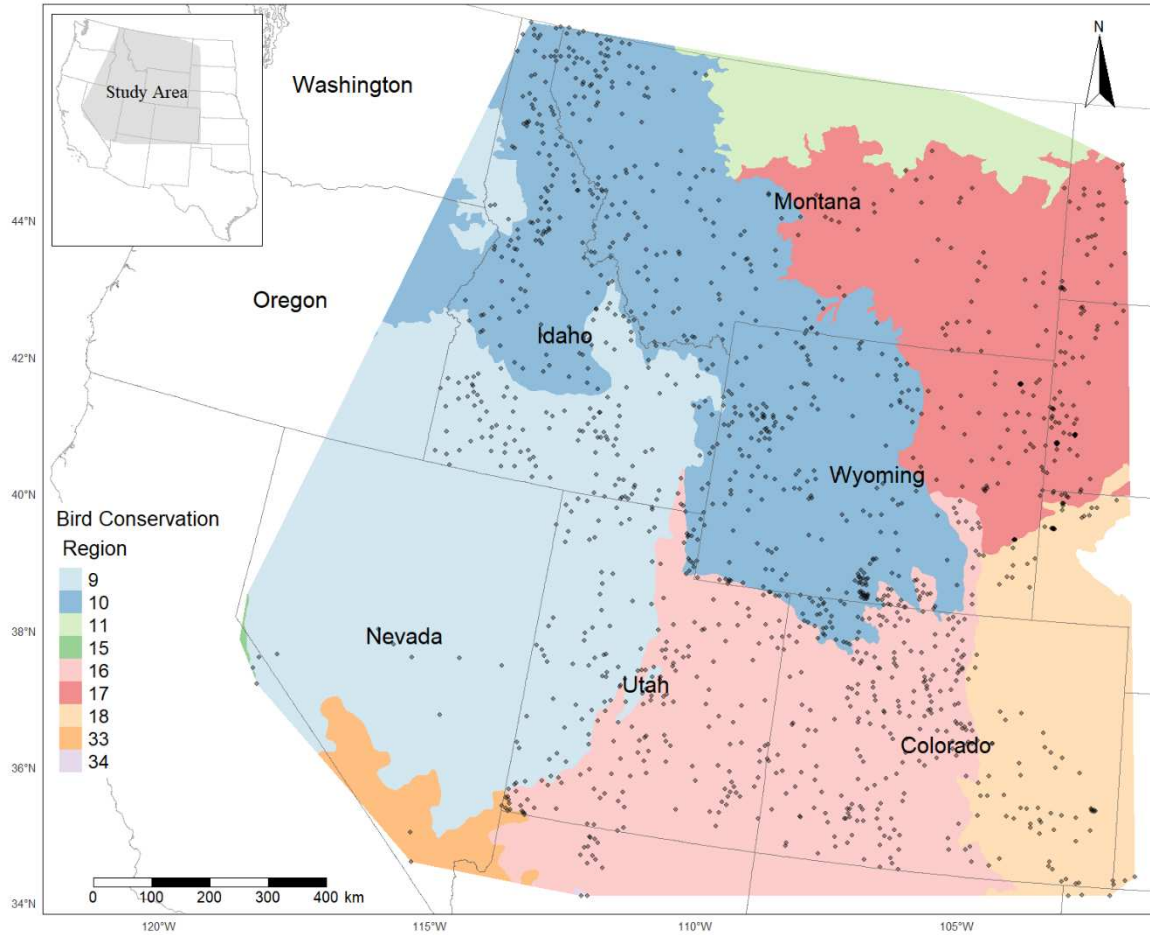 Study Area
Washington
N
Montana
Oregon
Idaho
Wyoming
Nevada
Utah
Colorado
Bird Conservation
Region
9
10
11
15
16
17
18
33
34
0 100 200 300 400 km
44°N
42°N
40°N
38°N
36°N
34°N
120°W 115°W 110°W 105°W